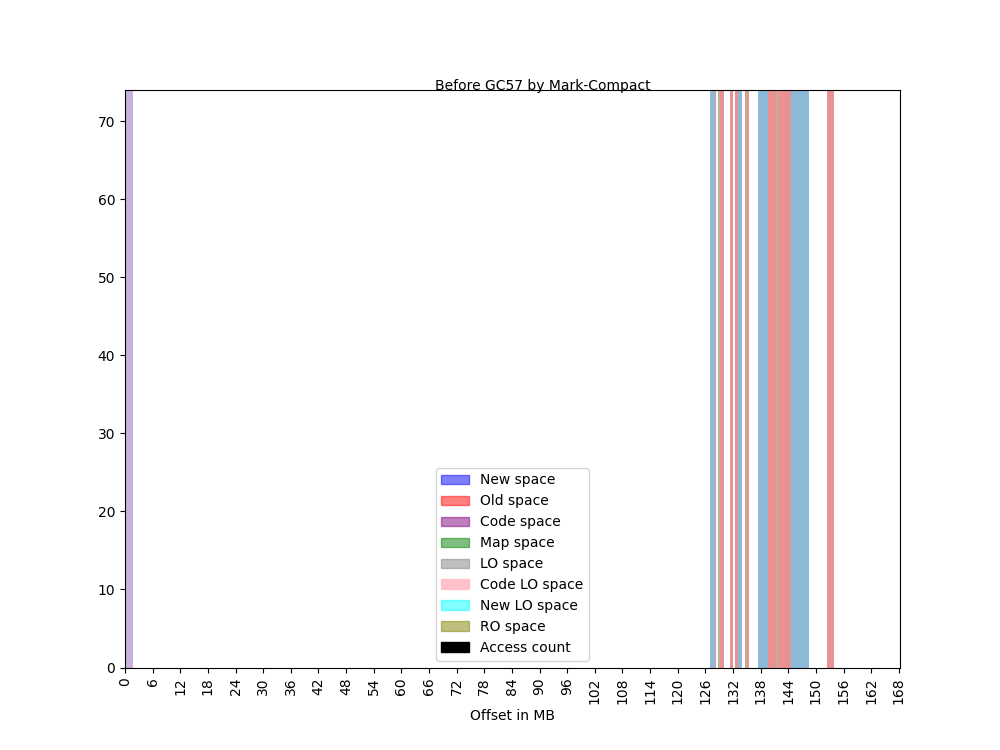 Before GC57 by Mark-Compact
70
60
50
40
30
20
10
0
New space
Old space
Code space
Map space
LO space
Code LO space
New LO space
RO space
Access count
0 6 12 18 24 30 36 42 48 54 60 66 72 78 84 90 96 102 108 114 120 126 132 138 144 150 156 162 168
Offset in MB